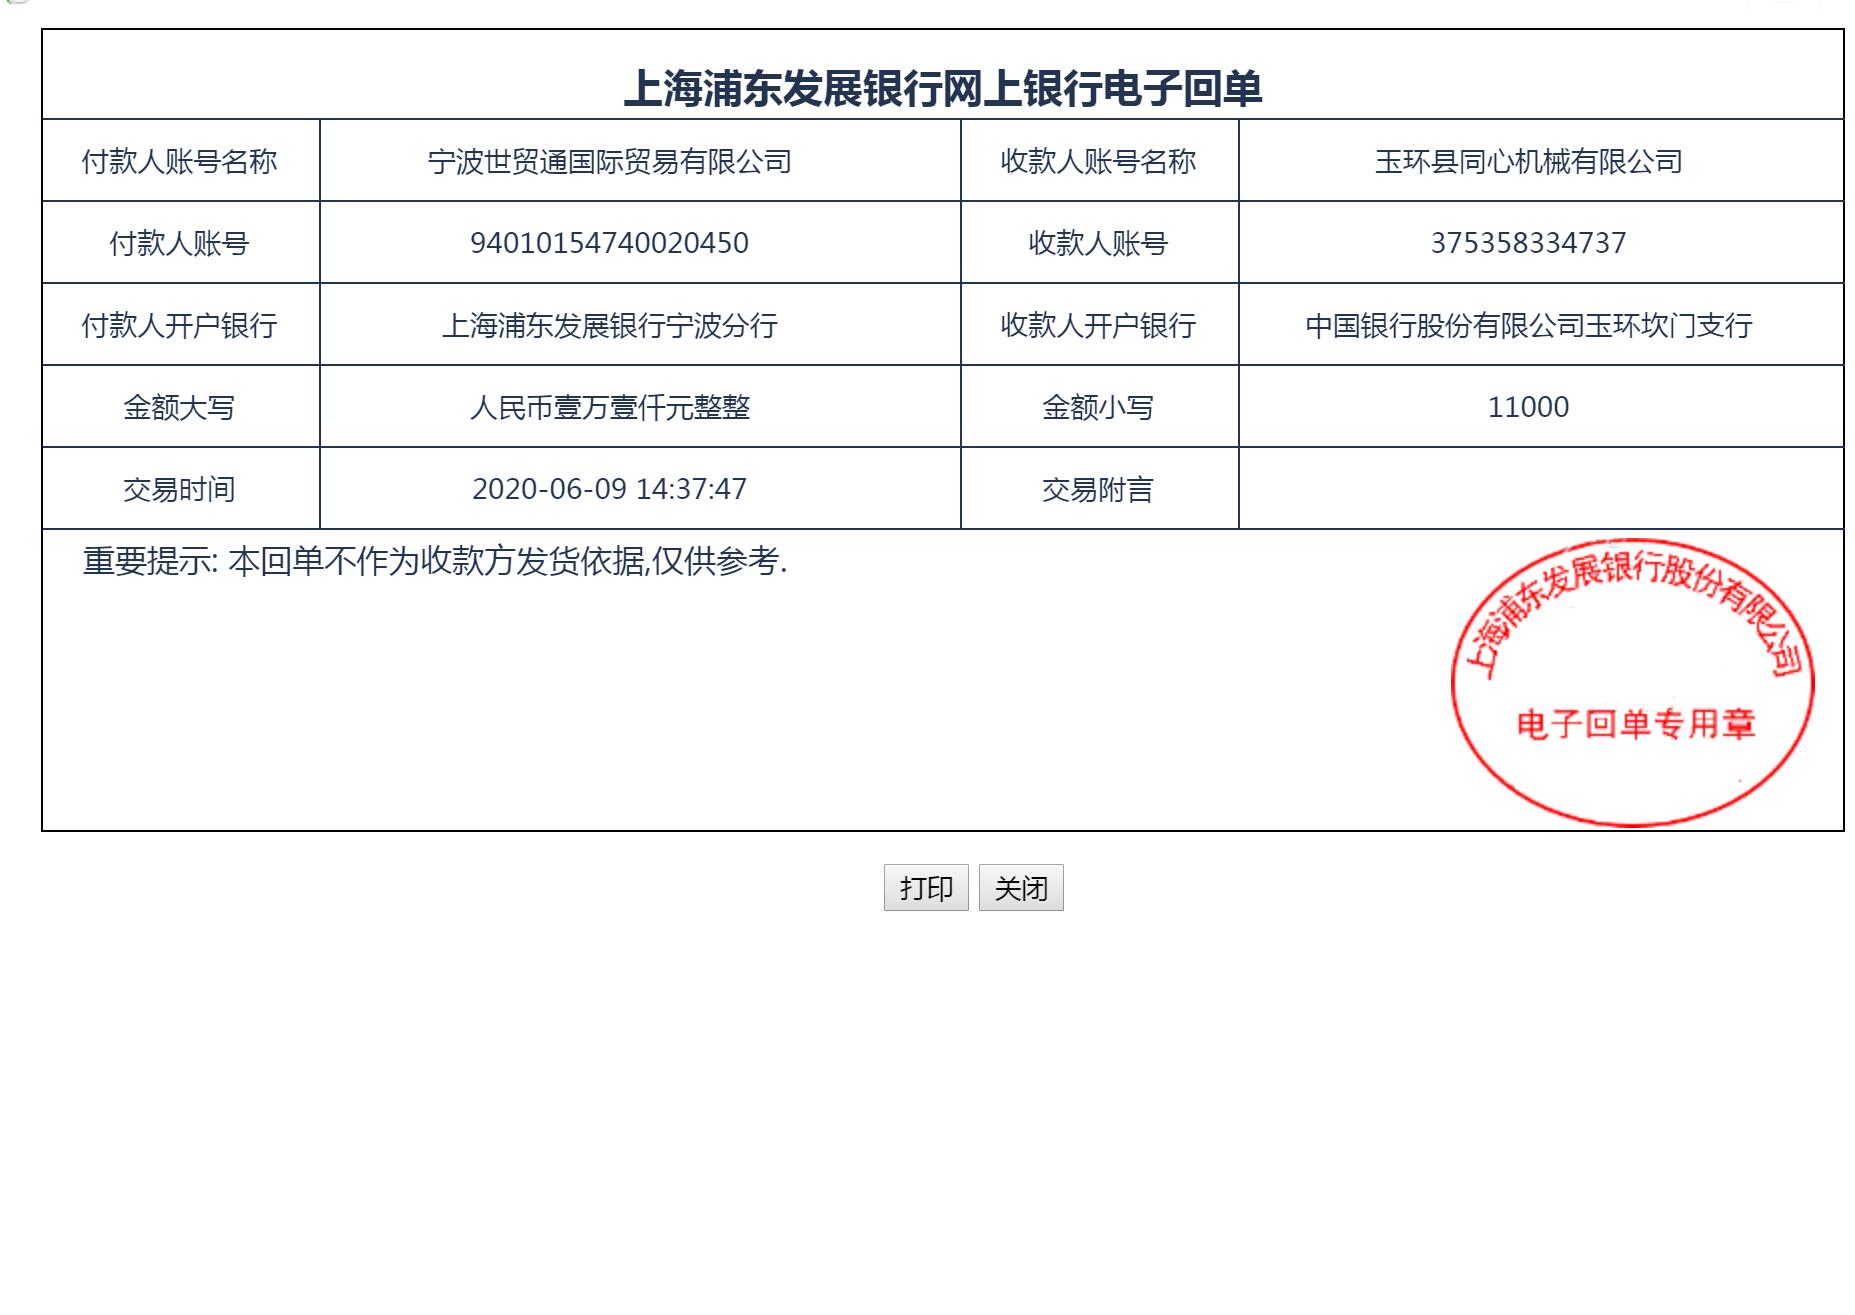 上海浦东发展银行网上银行电子回单
付款人账号名称 宁波世贸通国际贸易有限公司 收款人账号名称 玉环县同心机械有限公司
付款人账号 94010154740020450 收款人账号 375358334737
付款人开户银行 上海浦东发展银行宁波分行 收款人开户银行 中国银行股份有限公司玉环坎门支行
金额大写 人民币壹万壹仟元整整 金额小写 11000
交易时间 2020-06-09 14:37:47 交易附言
重要提示: 本回单不作为收款方发货依据,仅供参考.
上海浦东发展银行股份有限公司
电子回单专用章
打印 关闭